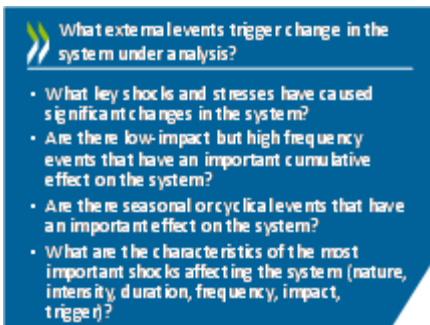 What external events trigger change in the
system under analysis?
• What key shocks and stresses have caused
significant changes in the system?
• Are there low-impact but high frequency
events that have an important cumulative
effect on the system?
• Are there seasonal or cyclical events that have
an important effect on the system?
• What are the characteristics of the most
important shocks affecting the system (nature,
intensity, duration, frequency, impact,
trigger)?